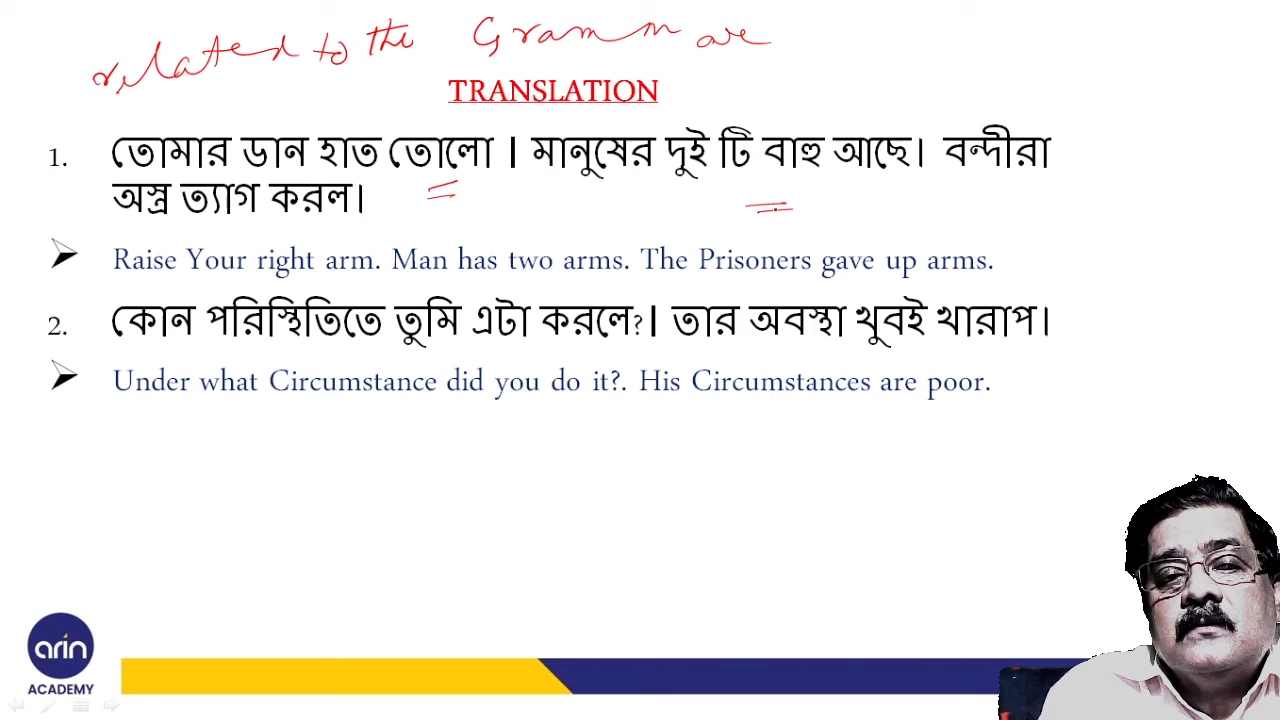 related to the Grammare
TRANSLATION
1. তোমার ডান হাত তোলো । মানুষের দুই টি বাহু আছে। বন্দীরা
অস্ত্র ত্যাগ করল।
Raise Your right arm. Man has two arms. The Prisoners gave up arms.
2. কোন পরিস্থিতিতে তুমি এটা করলে?। তার অবস্থা খুবই খারাপ।
Under what Circumstance did you do it?. His Circumstances are poor.
arin
ACADEMY